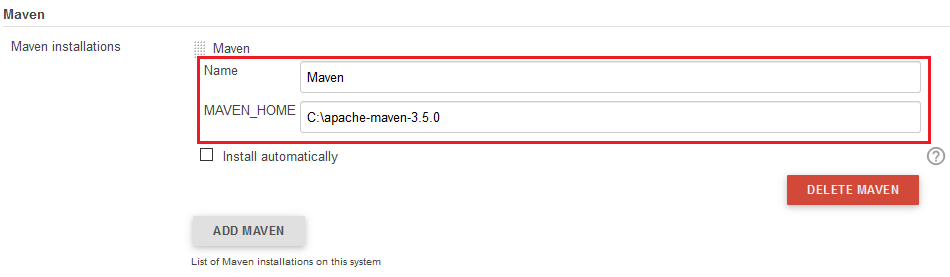 Maven
Maven installations
Maven
Name
Maven
MAVEN_HOME
C:\apache-maven-3.5.0
Install automatically
DELETE MAVEN
ADD MAVEN
List of Maven installations on this system